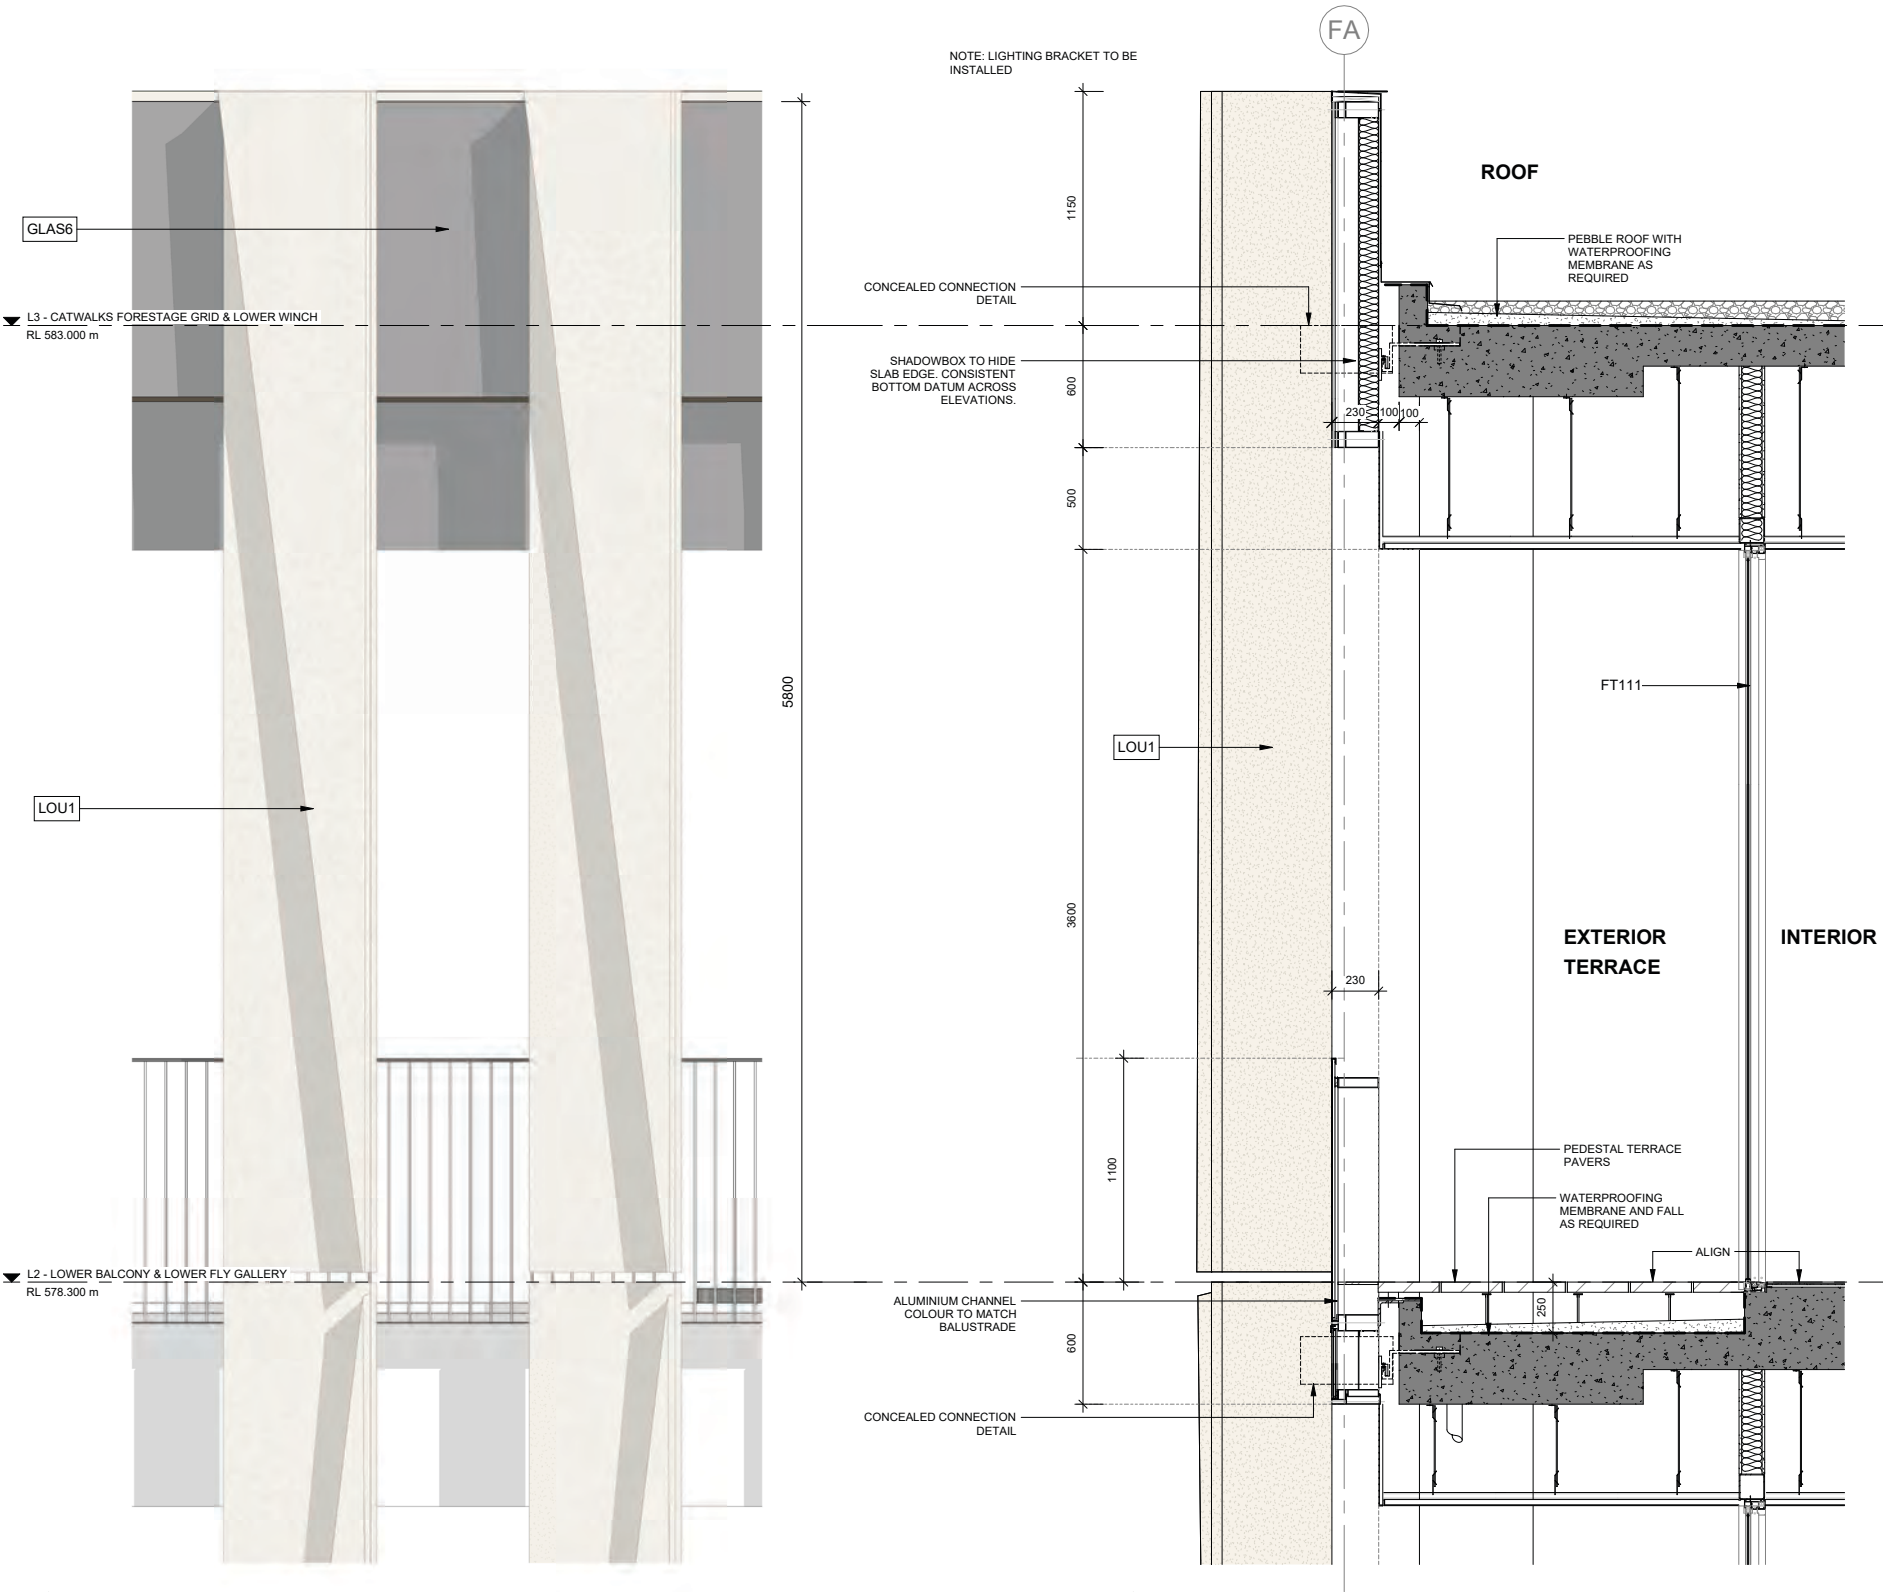 FA
NOTE: LIGHTING BRACKET TO BE
INSTALLED
ROOF
1150
GLAS6
PEBBLE ROOF WITH
WATERPROOFING
MEMBRANE AS
REQUIRED
CONCEALED CONNECTION
DETAIL
L3 - CATWALKS FORESTAGE GRID & LOWER WINCH
RL 583.000 m
SHADOWBOX TO HIDE
SLAB EDGE. CONSISTENT
BOTTOM DATUM ACROSS
ELEVATIONS.
600
230
100
100
500
5800
FT111
LOU1
LOU1
3600
EXTERIOR
TERRACE
INTERIOR
230
1100
PEDESTAL TERRACE
PAVERS
WATERPROOFING
MEMBRANE AND FALL
AS REQUIRED
ALIGN
L2 - LOWER BALCONY & LOWER FLY GALLERY
RL 578.300 m
ALUMINIUM CHANNEL
COLOUR TO MATCH
BALUSTRADE
250
600
CONCEALED CONNECTION
DETAIL